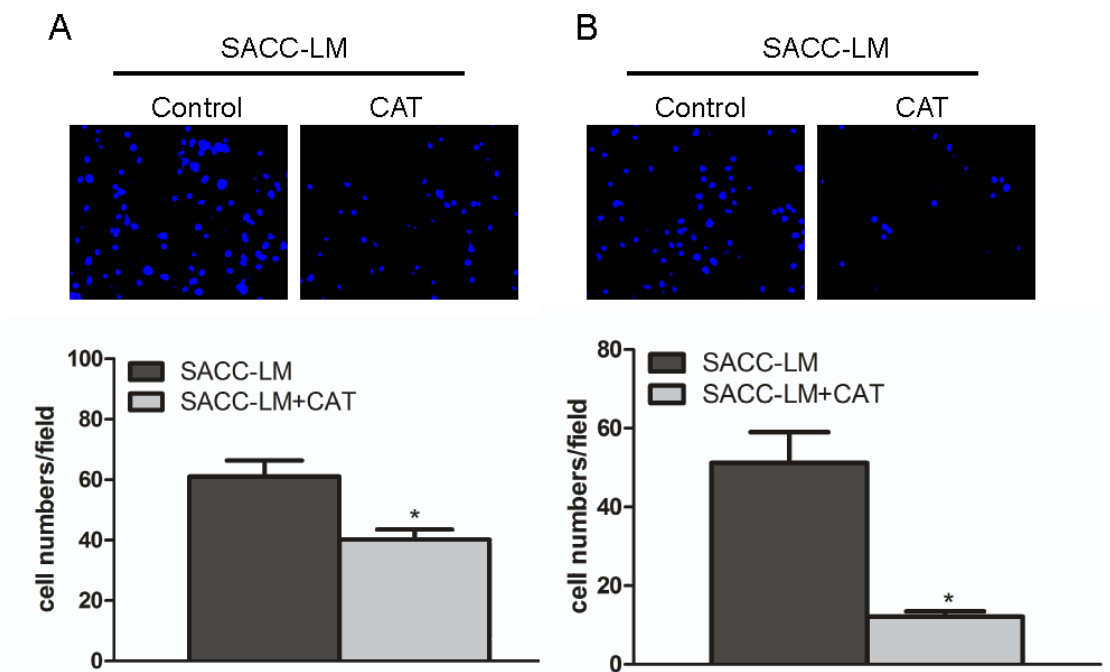 A
SACC-LM
Control CAT
100
80
60
40
20
0
cell numbers/field
SACC-LM
SACC-LM+CAT
*
B
SACC-LM
Control CAT
80
60
40
20
0
cell numbers/field
SACC-LM
SACC-LM+CAT
*